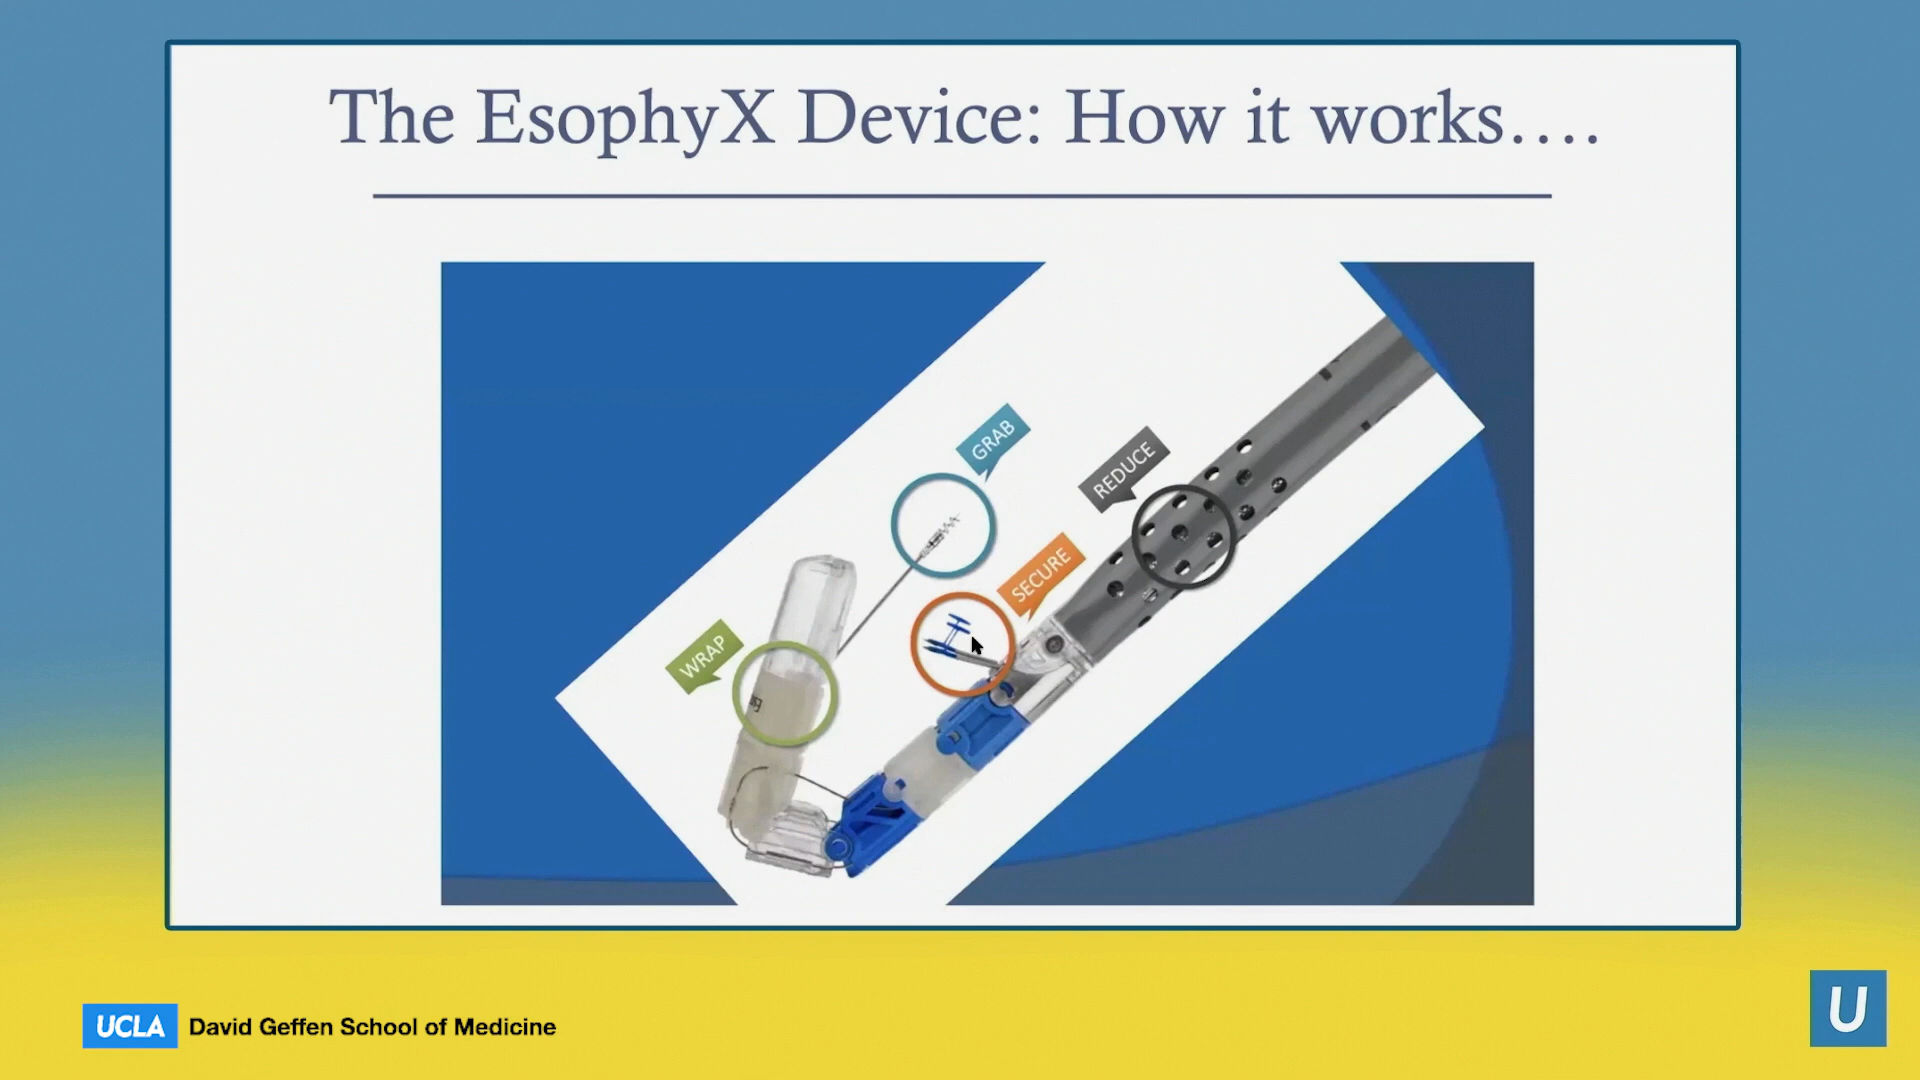 The EsophyX Device: How it works....
GRAB
REDUCE
SECURE
WRAP
UCLA David Geffen School of Medicine
U